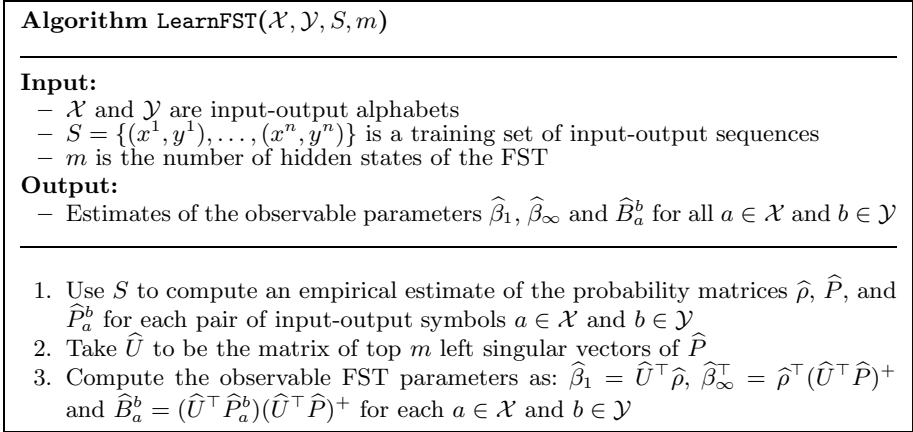 Algorithm LearnFST(𝒳, 𝒴, S, m)
Input:
– 𝒳 and 𝒴 are input-output alphabets
– S = {(x¹, y¹), . . . , (xⁿ, yⁿ)} is a training set of input-output sequences
– m is the number of hidden states of the FST
Output:
– Estimates of the observable parameters β̂₁, β̂∞ and B̂ₐᵇ for all a ∈ 𝒳 and b ∈ 𝒴
1. Use S to compute an empirical estimate of the probability matrices ρ̂, P̂, and
P̂ₐᵇ for each pair of input-output symbols a ∈ 𝒳 and b ∈ 𝒴
2. Take Û to be the matrix of top m left singular vectors of P̂
3. Compute the observable FST parameters as: β̂₁ = Û⊤ρ̂, β̂∞⊤ = ρ̂⊤(Û⊤P̂)⁺
and B̂ₐᵇ = (Û⊤P̂ₐᵇ)(Û⊤P̂)⁺ for each a ∈ 𝒳 and b ∈ 𝒴